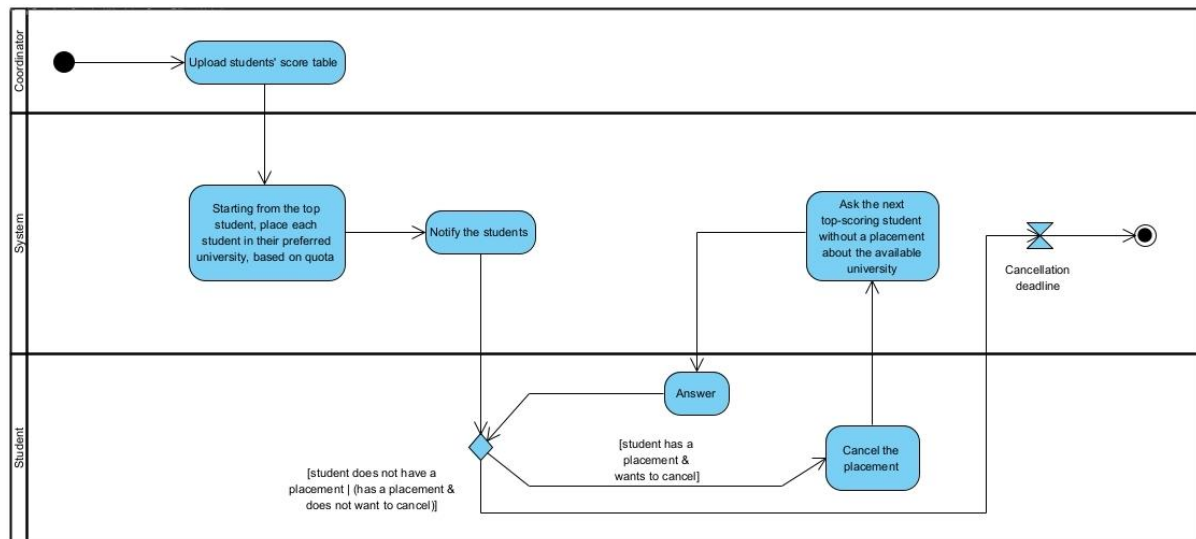 Coordinator
Upload students' score table
System
Starting from the top
student, place each
student in their preferred
university, based on quota
Notify the students
Ask the next
top-scoring student
without a placement
about the available
university
Cancellation
deadline
Student
Answer
[student has a
placement &
wants to cancel]
Cancel the
placement
[student does not have a
placement | (has a placement &
does not want to cancel)]